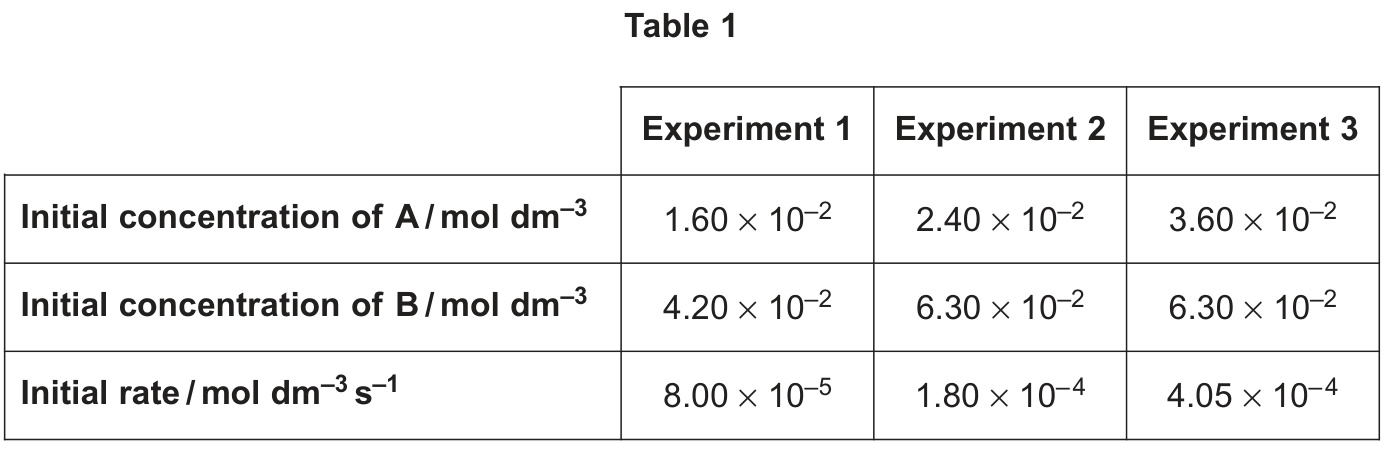 Table 1
Experiment 1 Experiment 2 Experiment 3
Initial concentration of A / mol dm⁻³ 1.60 × 10⁻² 2.40 × 10⁻² 3.60 × 10⁻²
Initial concentration of B / mol dm⁻³ 4.20 × 10⁻² 6.30 × 10⁻² 6.30 × 10⁻²
Initial rate / mol dm⁻³ s⁻¹ 8.00 × 10⁻⁵ 1.80 × 10⁻⁴ 4.05 × 10⁻⁴